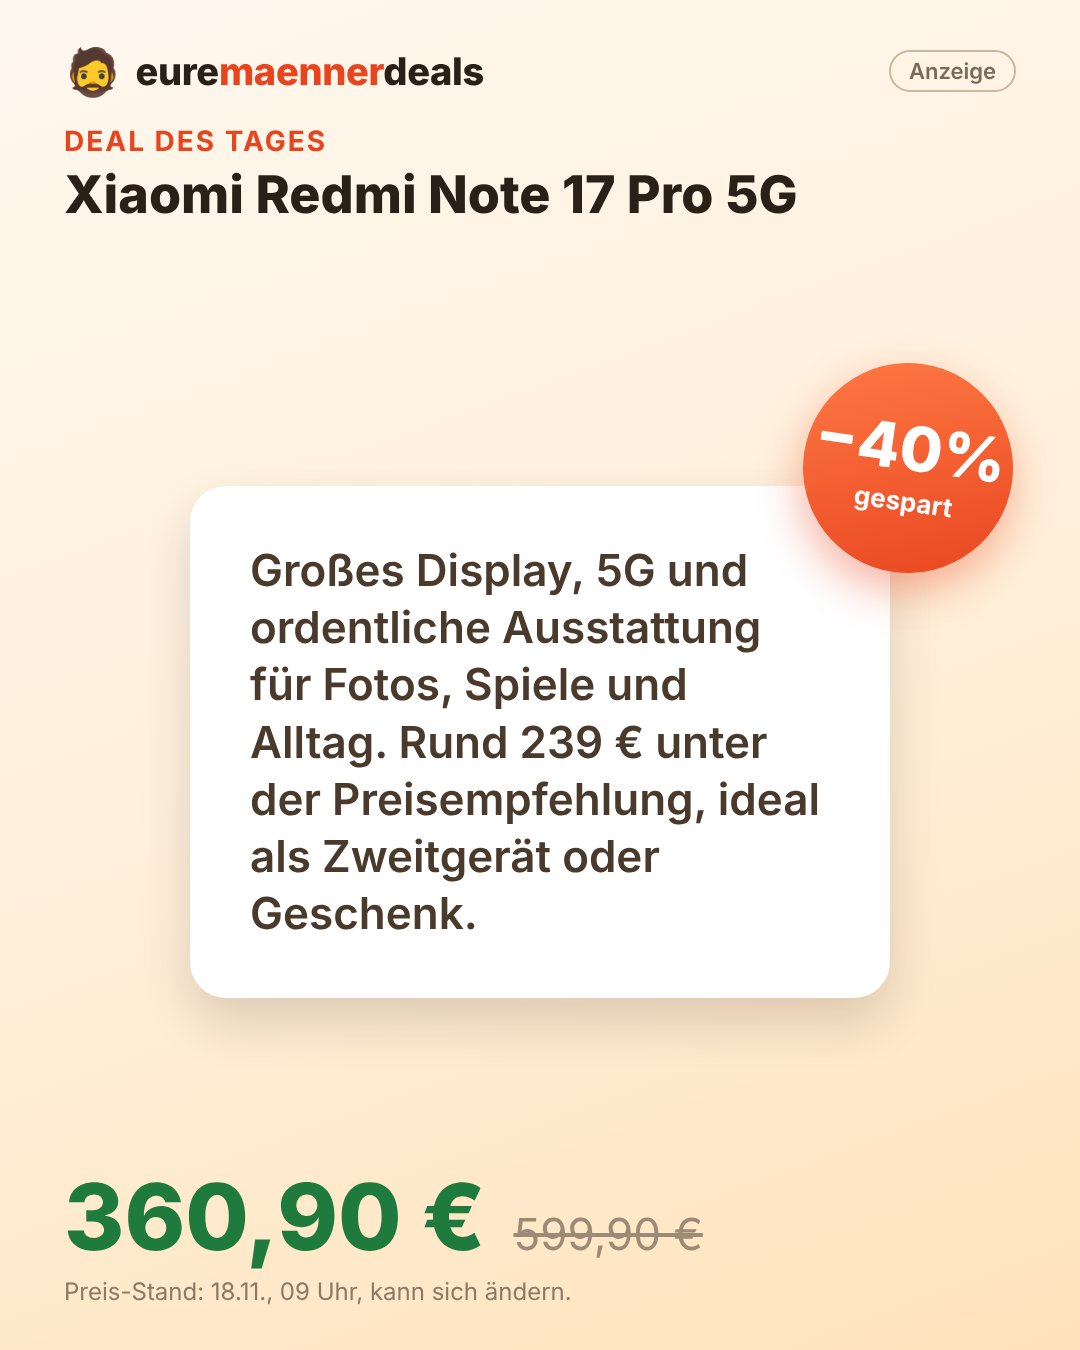 euremaennerdeals
Anzeige
DEAL DES TAGES
Xiaomi Redmi Note 17 Pro 5G
−40%
gespart
Großes Display, 5G und
ordentliche Ausstattung
für Fotos, Spiele und
Alltag. Rund 239 € unter
der Preisempfehlung, ideal
als Zweitgerät oder
Geschenk.
360,90 € 599,90 €
Preis-Stand: 18.11., 09 Uhr, kann sich ändern.